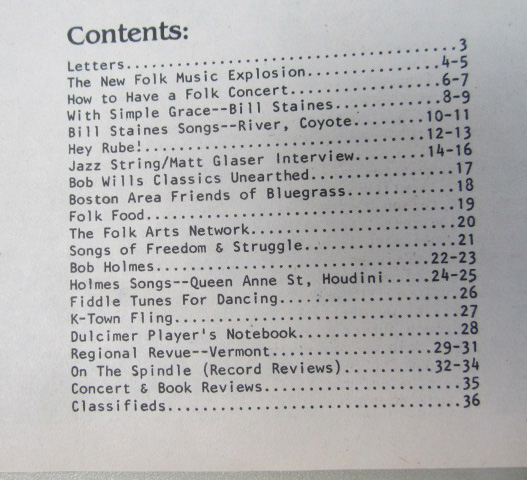 Contents:
Letters..........................................3
The New Folk Music Explosion..................4-5
How to Have a Folk Concert....................6-7
With Simple Grace--Bill Staines...............8-9
Bill Staines Songs--River, Coyote...........10-11
Hey Rube!...................................12-13
Jazz String/Matt Glaser Interview...........14-16
Bob Wills Classics Unearthed...................17
Boston Area Friends of Bluegrass...............18
Folk Food......................................19
The Folk Arts Network..........................20
Songs of Freedom & Struggle....................21
Bob Holmes..................................22-23
Holmes Songs--Queen Anne St, Houdini.....24-25
Fiddle Tunes For Dancing.......................26
K-Town Fling...................................27
Dulcimer Player's Notebook.....................28
Regional Revue--Vermont.....................29-31
On The Spindle (Record Reviews).............32-34
Concert & Book Reviews.........................35
Classifieds....................................36